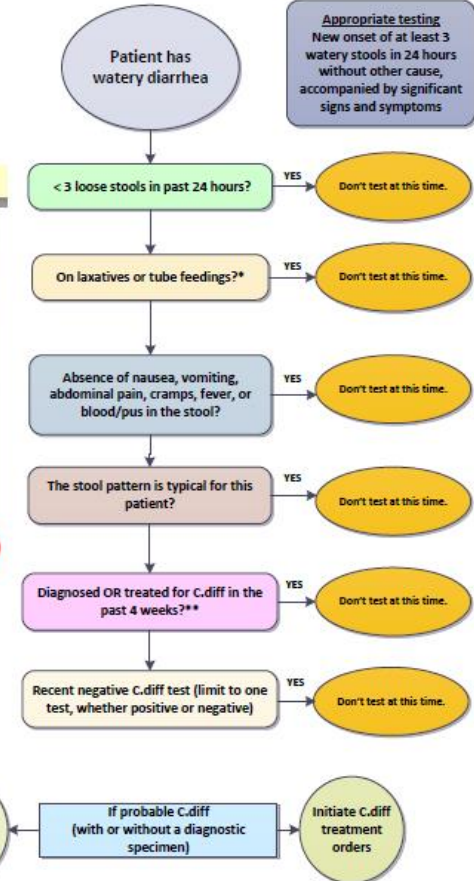 Patient has
watery diarrhea
Appropriate testing
New onset of at least 3
watery stools in 24 hours
without other cause,
accompanied by significant
signs and symptoms
< 3 loose stools in past 24 hours?
YES
Don't test at this time.
On laxatives or tube feedings?*
YES
Don't test at this time.
Absence of nausea, vomiting,
abdominal pain, cramps, fever, or
blood/pus in the stool?
YES
Don't test at this time.
The stool pattern is typical for this
patient?
YES
Don't test at this time.
Diagnosed OR treated for C.diff in the
past 4 weeks?**
YES
Don't test at this time.
Recent negative C.diff test (limit to one
test, whether positive or negative)
YES
Don't test at this time.
If probable C.diff
(with or without a diagnostic
specimen)
Initiate C.diff
treatment
orders